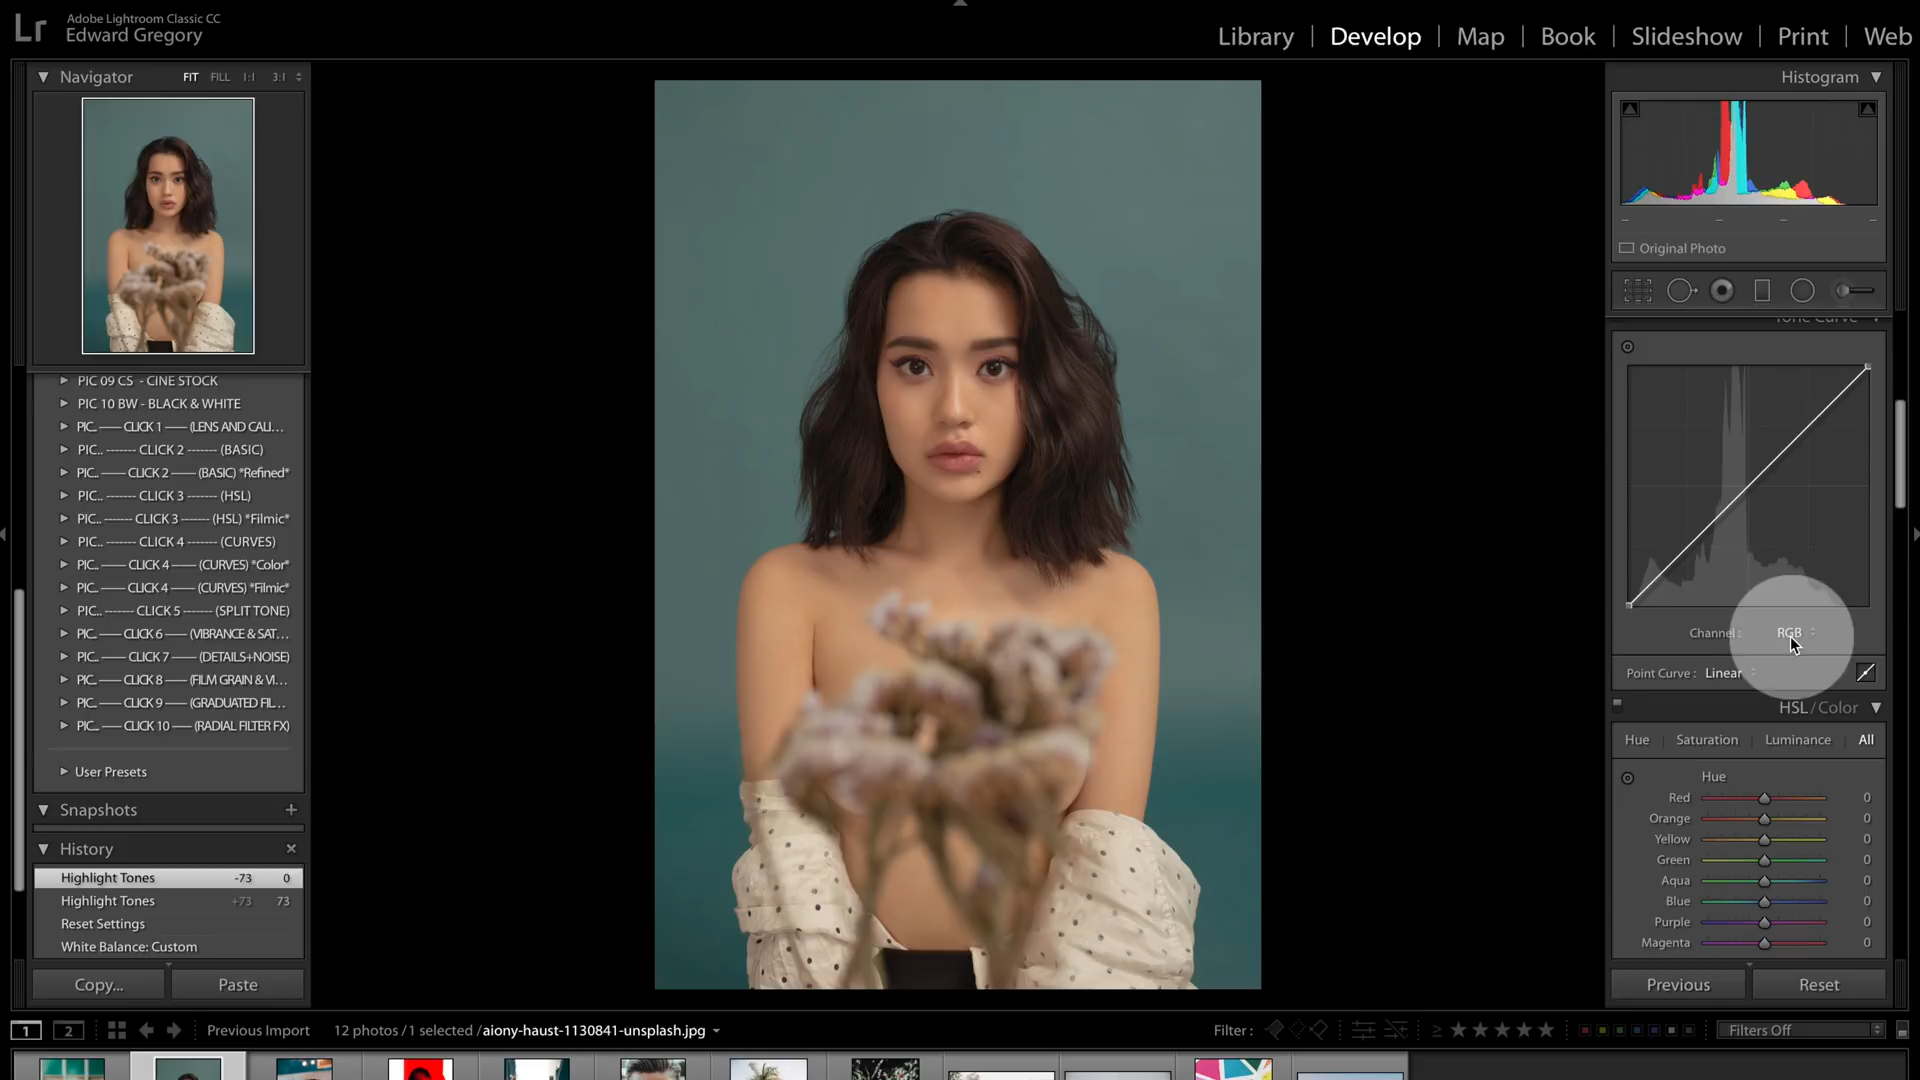 Lr
Adobe Lightroom Classic CC
Edward Gregory
Library | Develop | Map | Book | Slideshow | Print | Web
Navigator FIT FILL 1:1 3:1
PIC 09 CS - CINE STOCK
PIC 10 BW - BLACK & WHITE
PIC.. —— CLICK 1 —— (LENS AND CALI...
PIC.. ------- CLICK 2 ------- (BASIC)
PIC.. —— CLICK 2 —— (BASIC) *Refined*
PIC.. ------- CLICK 3 ------- (HSL)
PIC.. ------- CLICK 3 ------- (HSL) *Filmic*
PIC.. ------- CLICK 4 ------- (CURVES)
PIC.. —— CLICK 4 —— (CURVES) *Color*
PIC.. —— CLICK 4 —— (CURVES) *Filmic*
PIC.. ------- CLICK 5 ------- (SPLIT TONE)
PIC.. —— CLICK 6 —— (VIBRANCE & SAT...
PIC.. —— CLICK 7 —— (DETAILS+NOISE)
PIC.. —— CLICK 8 —— (FILM GRAIN & VI...
PIC.. —— CLICK 9 —— (GRADUATED FIL...
PIC.. —— CLICK 10 —— (RADIAL FILTER FX)
User Presets
Snapshots +
History ×
Highlight Tones -73 0
Highlight Tones +73 73
Reset Settings
White Balance: Custom
Copy... Paste
Histogram
Original Photo
Tone Curve
Channel : RGB
Point Curve : Linear
HSL / Color
Hue | Saturation | Luminance | All
Hue
Red 0
Orange 0
Yellow 0
Green 0
Aqua 0
Blue 0
Purple 0
Magenta 0
Previous Reset
1 2 Previous Import 12 photos / 1 selected / aiony-haust-1130841-unsplash.jpg Filter : ≥ ★★★★★ Filters Off